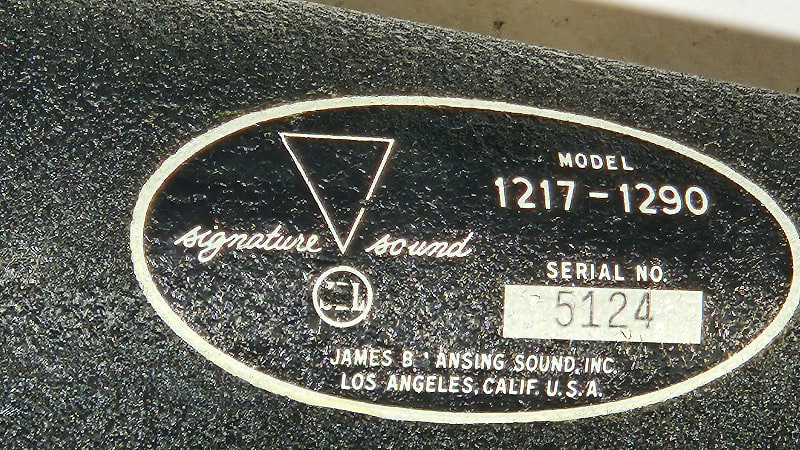 signature sound
MODEL
1217-1290
SERIAL NO.
5124
JAMES B ANSING SOUND, INC.
LOS ANGELES, CALIF. U.S.A.